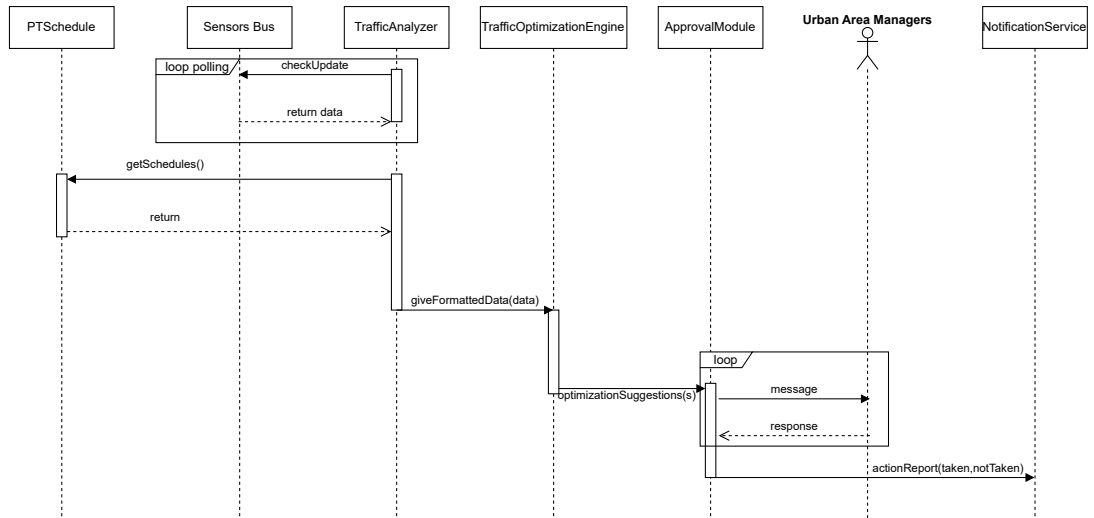 PTSchedule
Sensors Bus
TrafficAnalyzer
TrafficOptimizationEngine
ApprovalModule
Urban Area Managers
NotificationService
loop polling
checkUpdate
return data
getSchedules()
return
giveFormattedData(data)
loop
optimizationSuggestions(s)
message
response
actionReport(taken,notTaken)